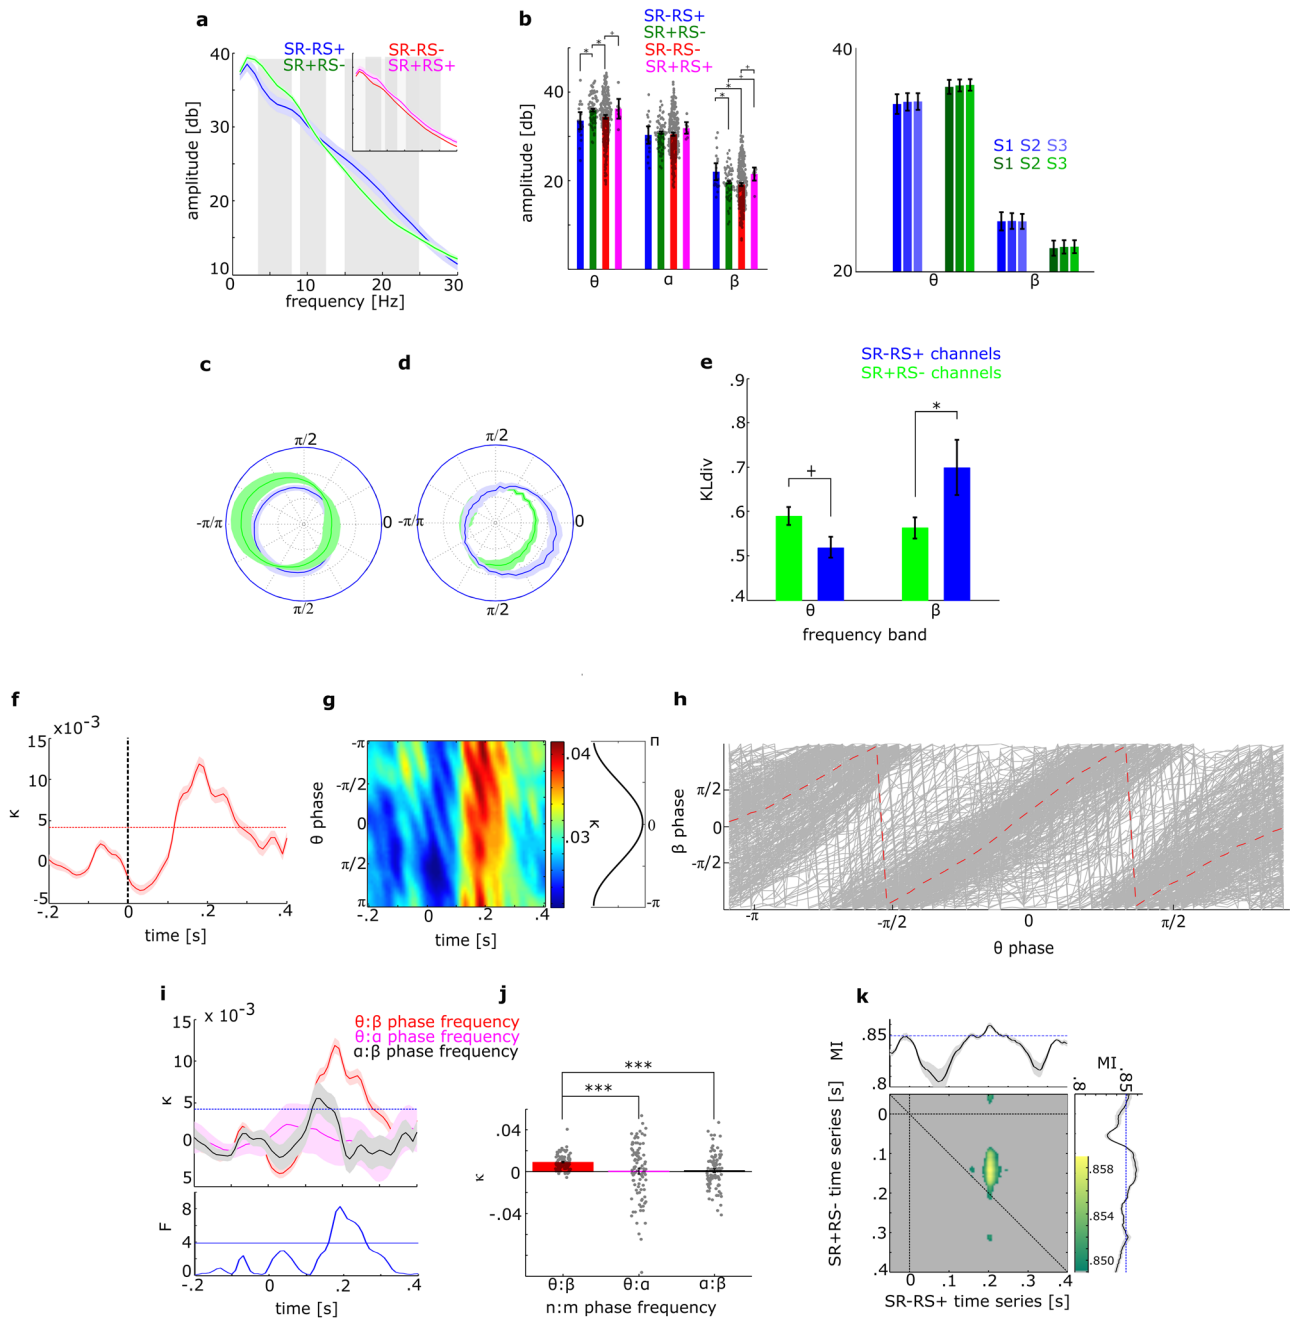 a
SR-RS+
SR+RS-
SR-RS-
SR+RS+
40
30
20
10
amplitude [db]
0
10
20
30
frequency [Hz]
b
SR-RS+
SR+RS-
SR-RS-
SR+RS+
40
20
amplitude [db]
* * +
* * + +
θ
α
β
40
20
S1 S2 S3
S1 S2 S3
θ
β
c
π/2
-π/π
0
π/2
d
π/2
-π/π
0
π/2
e
SR-RS+ channels
SR+RS- channels
.9
.8
.7
.6
.5
.4
KLdiv
+
*
θ
β
frequency band
f
x10-3
15
10
5
0
-5
κ
-.2
0
.2
.4
time [s]
g
-π
-π/2
0
π/2
π
θ phase
-.2
0
.2
.4
time [s]
.04
.03
κ
π
0
-π
h
π/2
0
-π/2
β phase
-π
-π/2
0
π/2
θ phase
i
x 10-3
15
10
5
0
5
κ
θ:β phase frequency
θ:α phase frequency
α:β phase frequency
8
4
0
F
-.2
0
.2
.4
time [s]
j
***
***
.04
0
-.04
κ
θ:β
θ:α
α:β
n:m phase frequency
k
.85
.8
MI
MI
.8
.85
0
.1
.2
.3
.4
SR+RS- time series [s]
0
.1
.2
.3
.4
SR-RS+ time series [s]
.858
.854
.850